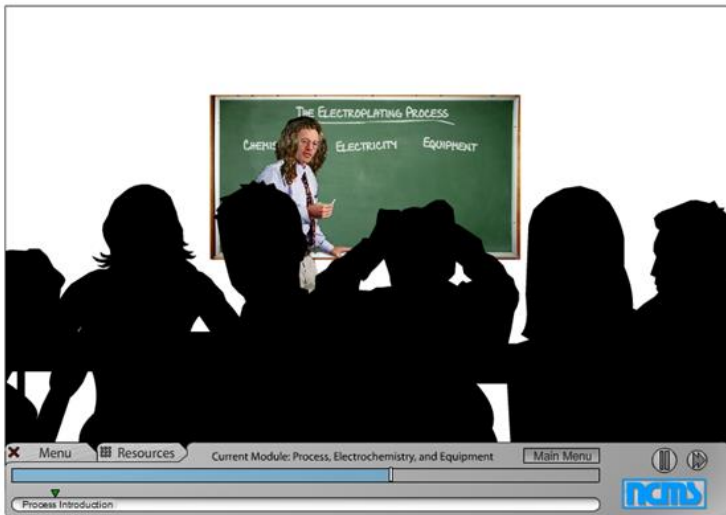 THE ELECTROPLATING PROCESS
ELECTRICITY EQUIPMENT
Menu Resources Current Module: Process, Electrochemistry, and Equipment Main Menu
ncms
Process Introduction